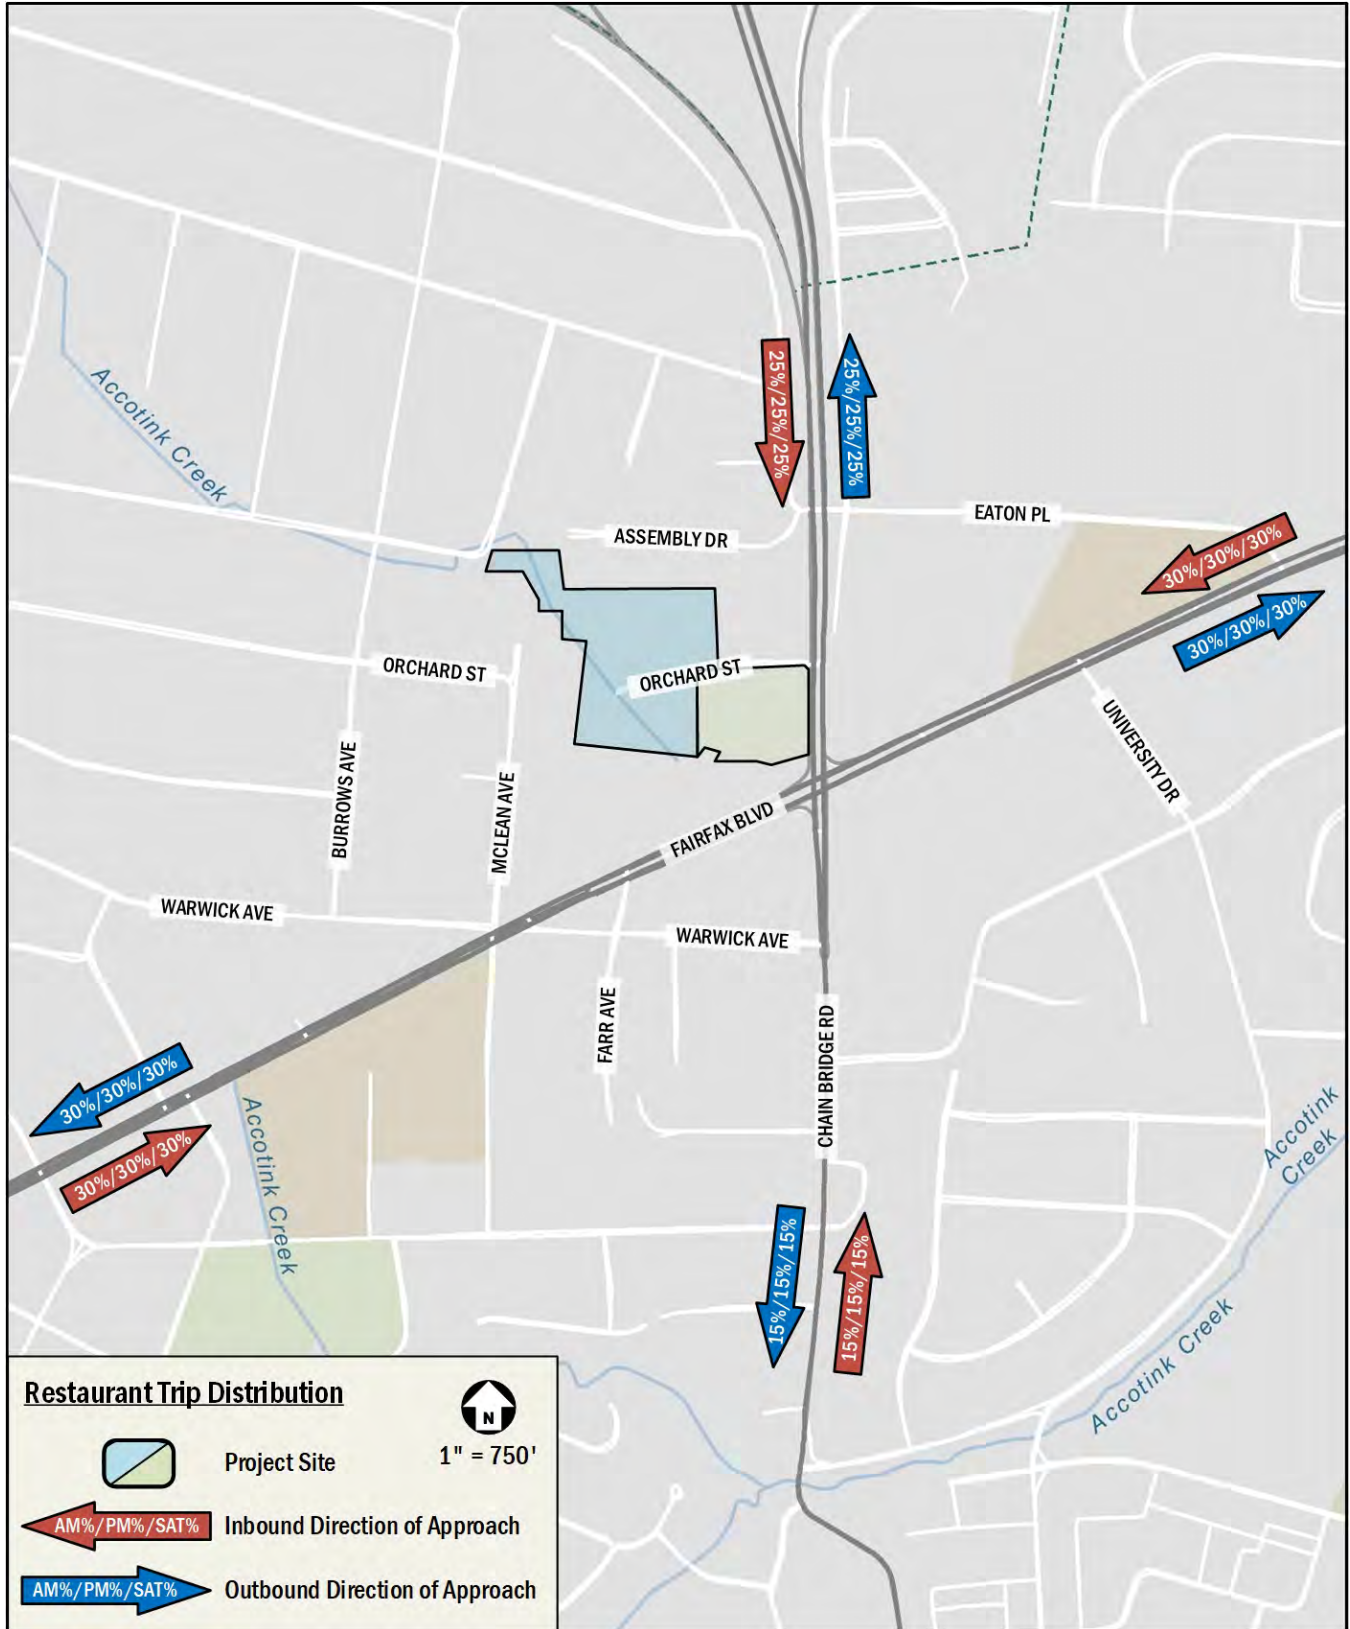 Accotink Creek
25%/25%/25%
25%/25%/25%
EATON PL
ASSEMBLY DR
30%/30%/30%
30%/30%/30%
ORCHARD ST
ORCHARD ST
UNIVERSITY DR
BURROWS AVE
MCLEAN AVE
FAIRFAX BLVD
WARWICK AVE
WARWICK AVE
FARR AVE
CHAIN BRIDGE RD
30%/30%/30%
30%/30%/30%
Accotink Creek
Accotink
Creek
15%/15%/15%
15%/15%/15%
Accotink Creek
Restaurant Trip Distribution
N
1" = 750'
Project Site
AM%/PM%/SAT%
Inbound Direction of Approach
AM%/PM%/SAT%
Outbound Direction of Approach